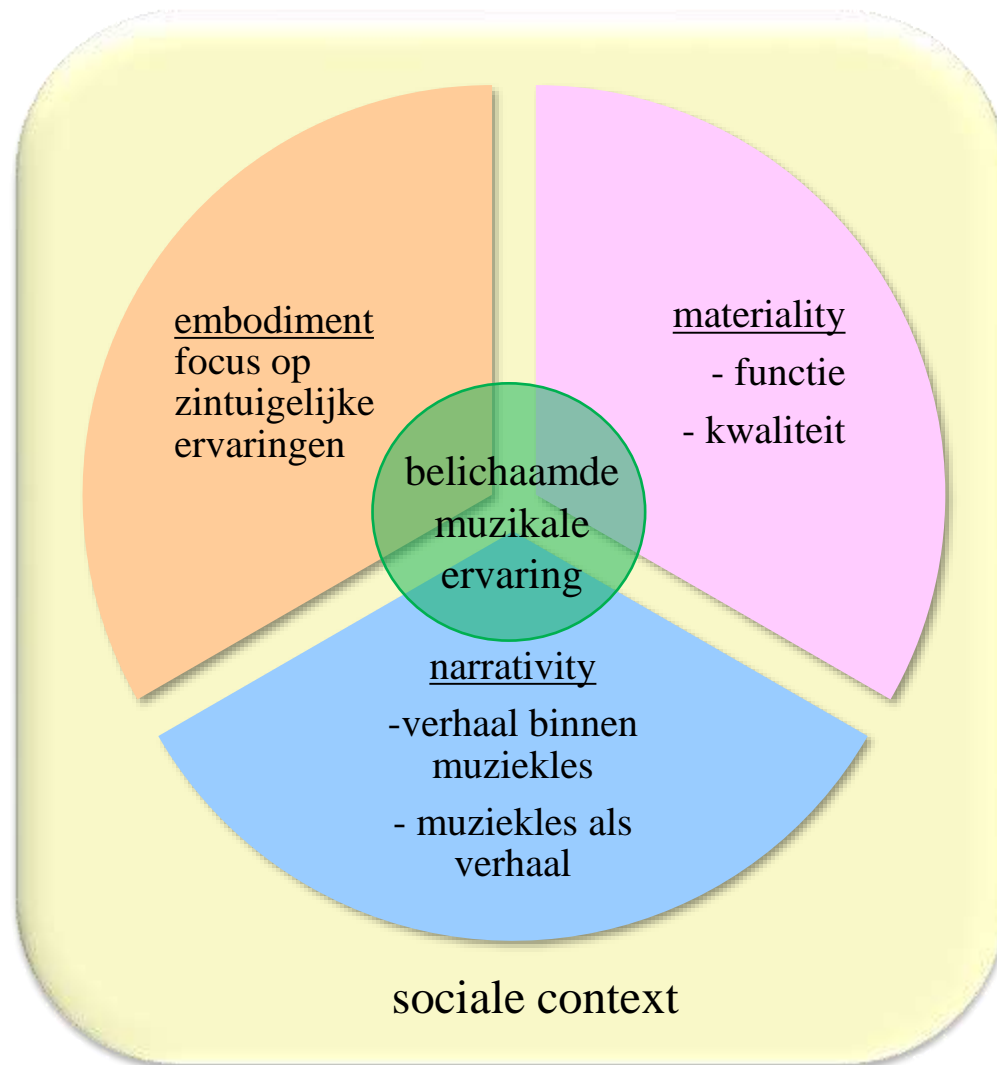 embodiment
focus op
zintuigelijke
ervaringen
materiality
- functie
- kwaliteit
belichaamde
muzikale
ervaring
narrativity
-verhaal binnen
muziekles
- muziekles als
verhaal
sociale context